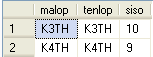 malop tenlop siso
1 K3TH K3TH 10
2 K4TH K4TH 9